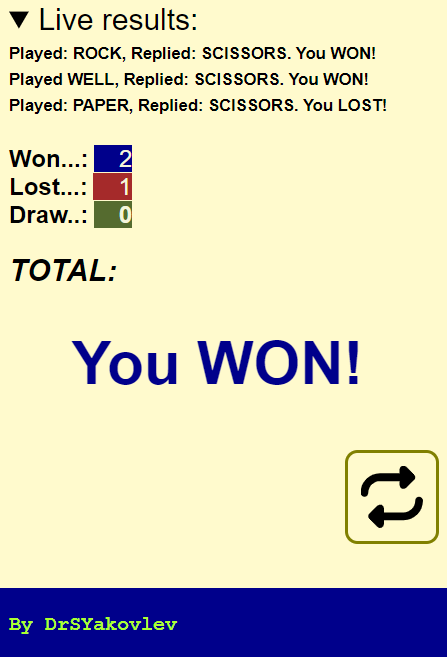 ▼ Live results:
Played: ROCK, Replied: SCISSORS. You WON!
Played WELL, Replied: SCISSORS. You WON!
Played: PAPER, Replied: SCISSORS. You LOST!
Won...: 2
Lost...: 1
Draw..: 0
TOTAL:
You WON!
By DrSYakovlev